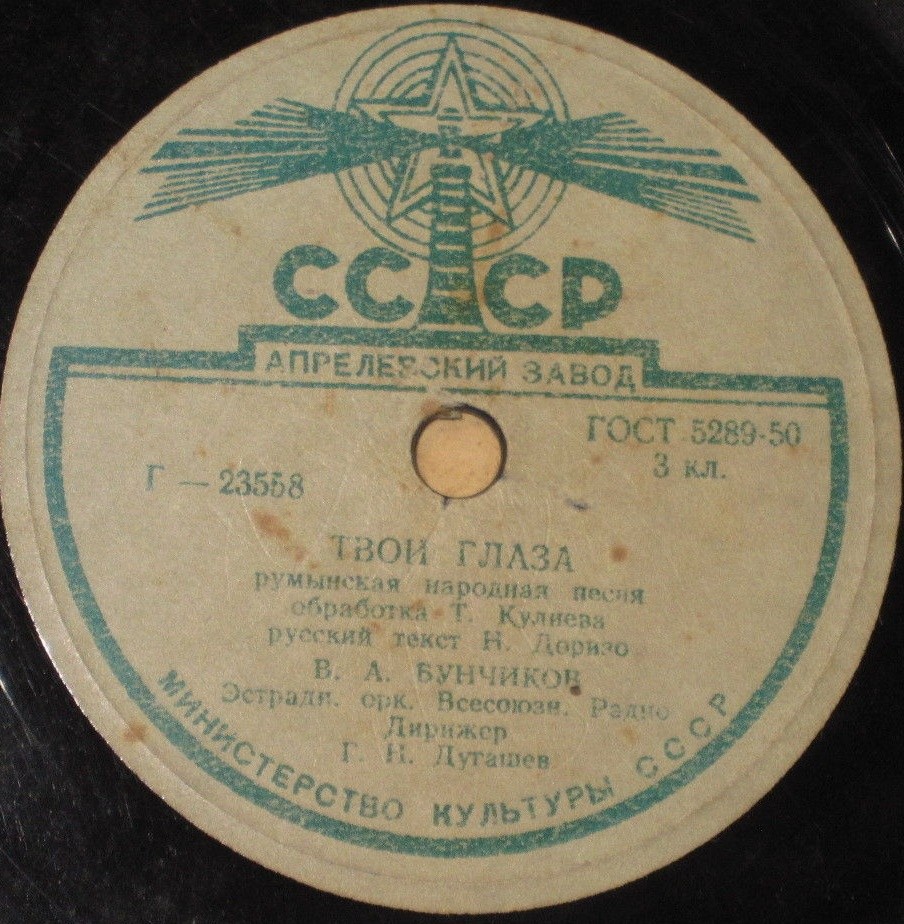 СССР
АПРЕЛЕВСКИЙ ЗАВОД
ГОСТ 5289-50
3 кл.
Г — 23558
ТВОИ ГЛАЗА
румынская народная песня
обработка Т. Кулиева
русский текст Н. Доризо
В. А. БУНЧИКОВ
Эстрадн. орк. Всесоюзн. Радио
Дирижер
Г. Н. Дугашев
МИНИСТЕРСТВО КУЛЬТУРЫ СССР